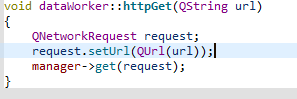 void dataWorker::httpGet(QString url)
{
    QNetworkRequest request;
    request.setUrl(QUrl(url));
    manager->get(request);
}